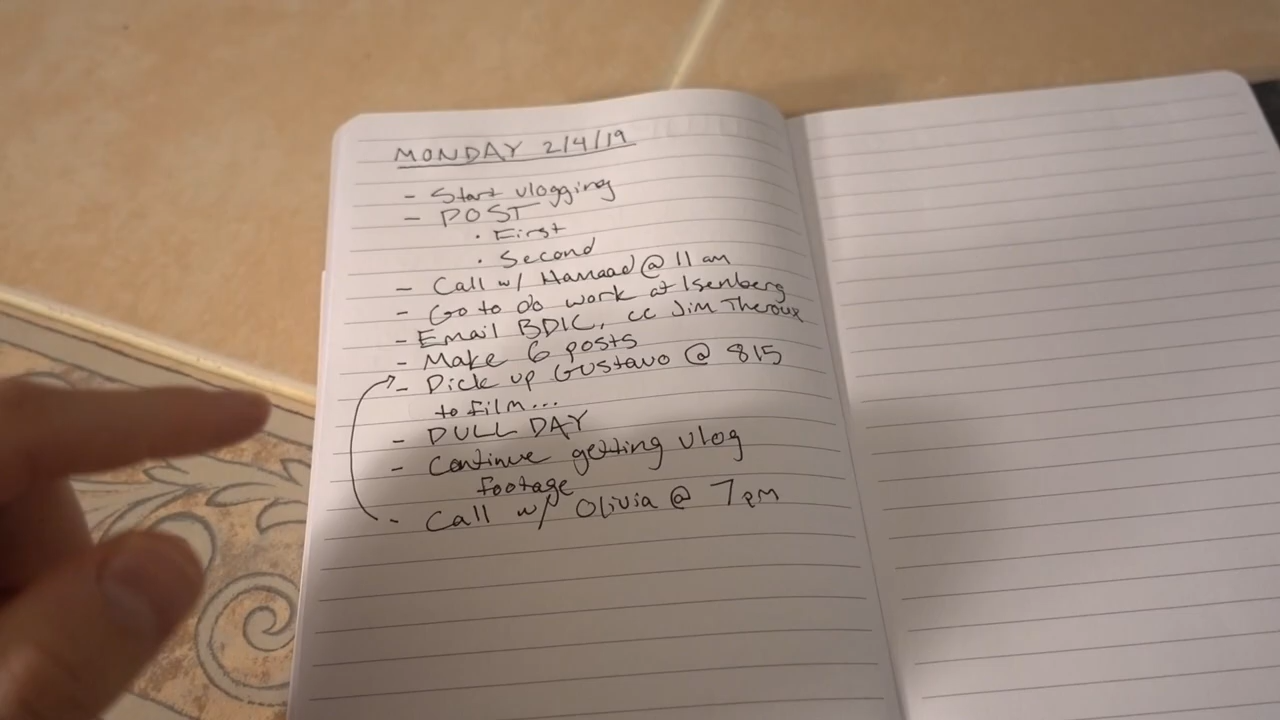 MONDAY 2/4/19
- Start vlogging
- POST
· First
· Second
- Call w/ Hamaad @ 11 am
- Go to do work at Isenberg
- Email BDIC, cc Jim Theroux
- Make 6 posts
- Pick up Gustavo @ 815
to film...
- PULL DAY
- Continue getting vlog
footage
- Call w/ Olivia @ 7pm